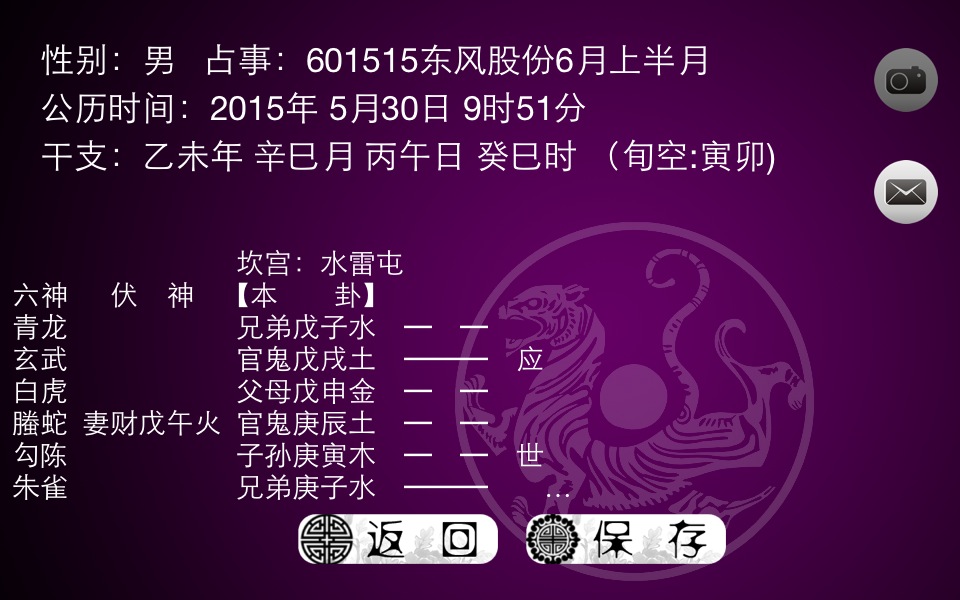 性别：男 占事：601515东风股份6月上半月
公历时间：2015年 5月30日 9时51分
干支：乙未年 辛巳月 丙午日 癸巳时 （旬空:寅卯)
坎宫：水雷屯
六神 伏 神 【本 卦】
青龙 兄弟戊子水
玄武 官鬼戊戌土 应
白虎 父母戊申金
螣蛇 妻财戊午火 官鬼庚辰土
勾陈 子孙庚寅木 世
朱雀 兄弟庚子水 ...
返回 保存